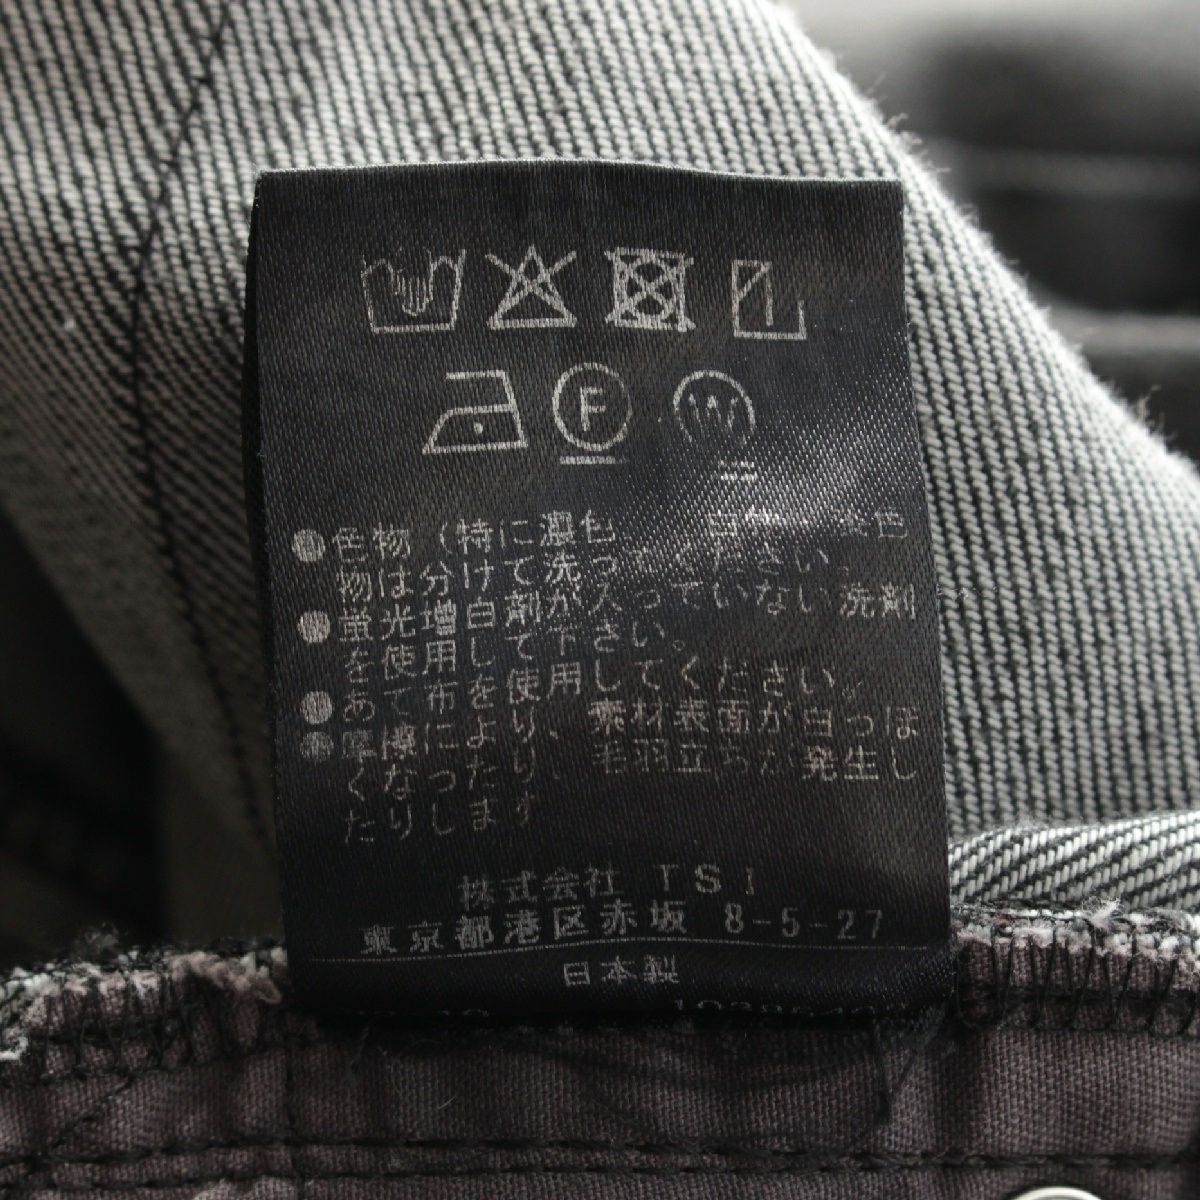 F W
●色物（特に濃色 白 色
物は分けて洗ってください。
●蛍光増白剤が入っていない洗剤
を使用して下さい。
●あて布を使用してください。
●摩擦により、素材表面が白っぽ
くなったり、毛羽立ちが発生し
たりします
株式会社 TSI
東京都港区赤坂 8-5-27
日本製